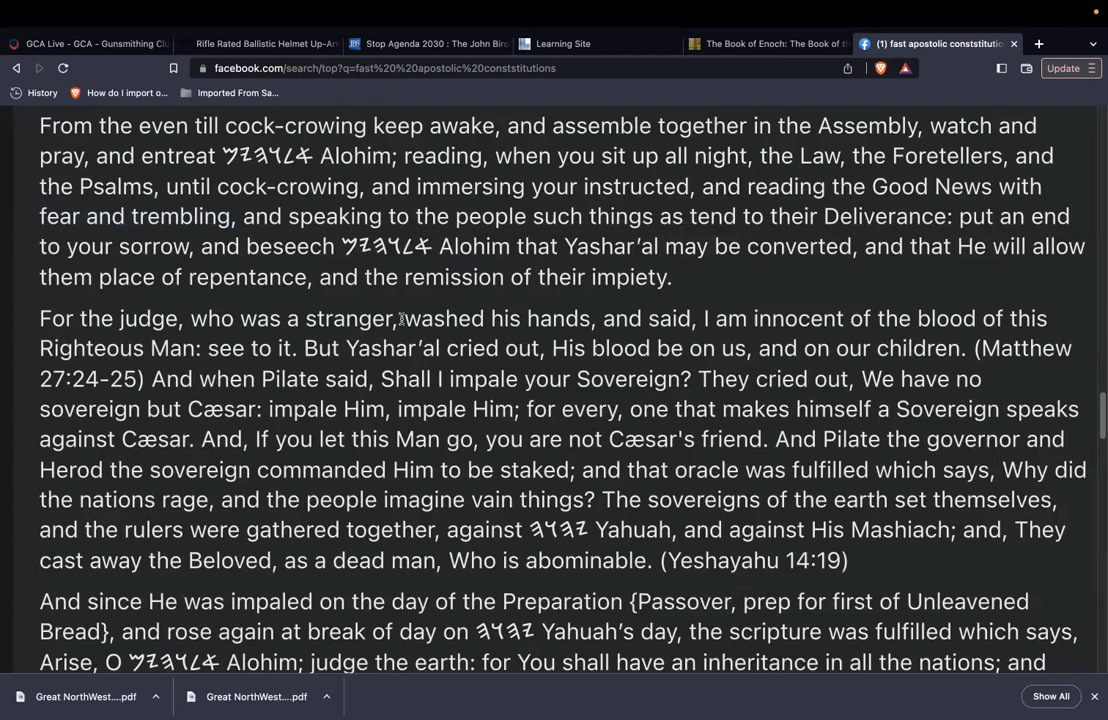 GCA Live - GCA - Gunsmithing Clu
Rifle Rated Ballistic Helmet Up-Arm
Stop Agenda 2030 : The John Birc
Learning Site
The Book of Enoch: The Book of th
(1) fast apostolic conststitution
facebook.com/search/top?q=fast%20%20apostolic%20conststitutions
Update
History
How do I import o...
Imported From Sa...
From the even till cock-crowing keep awake, and assemble together in the Assembly, watch and
pray, and entreat 𐤌𐤉𐤄𐤅𐤋𐤀 Alohim; reading, when you sit up all night, the Law, the Foretellers, and
the Psalms, until cock-crowing, and immersing your instructed, and reading the Good News with
fear and trembling, and speaking to the people such things as tend to their Deliverance: put an end
to your sorrow, and beseech 𐤌𐤉𐤄𐤅𐤋𐤀 Alohim that Yashar’al may be converted, and that He will allow
them place of repentance, and the remission of their impiety.
For the judge, who was a stranger, washed his hands, and said, I am innocent of the blood of this
Righteous Man: see to it. But Yashar’al cried out, His blood be on us, and on our children. (Matthew
27:24-25) And when Pilate said, Shall I impale your Sovereign? They cried out, We have no
sovereign but Cæsar: impale Him, impale Him; for every, one that makes himself a Sovereign speaks
against Cæsar. And, If you let this Man go, you are not Cæsar's friend. And Pilate the governor and
Herod the sovereign commanded Him to be staked; and that oracle was fulfilled which says, Why did
the nations rage, and the people imagine vain things? The sovereigns of the earth set themselves,
and the rulers were gathered together, against 𐤄𐤅𐤄𐤉 Yahuah, and against His Mashiach; and, They
cast away the Beloved, as a dead man, Who is abominable. (Yeshayahu 14:19)
And since He was impaled on the day of the Preparation {Passover, prep for first of Unleavened
Bread}, and rose again at break of day on 𐤄𐤅𐤄𐤉 Yahuah’s day, the scripture was fulfilled which says,
Arise, O 𐤌𐤉𐤄𐤅𐤋𐤀 Alohim; judge the earth: for You shall have an inheritance in all the nations; and
Great NorthWest....pdf
Great NorthWest....pdf
Show All